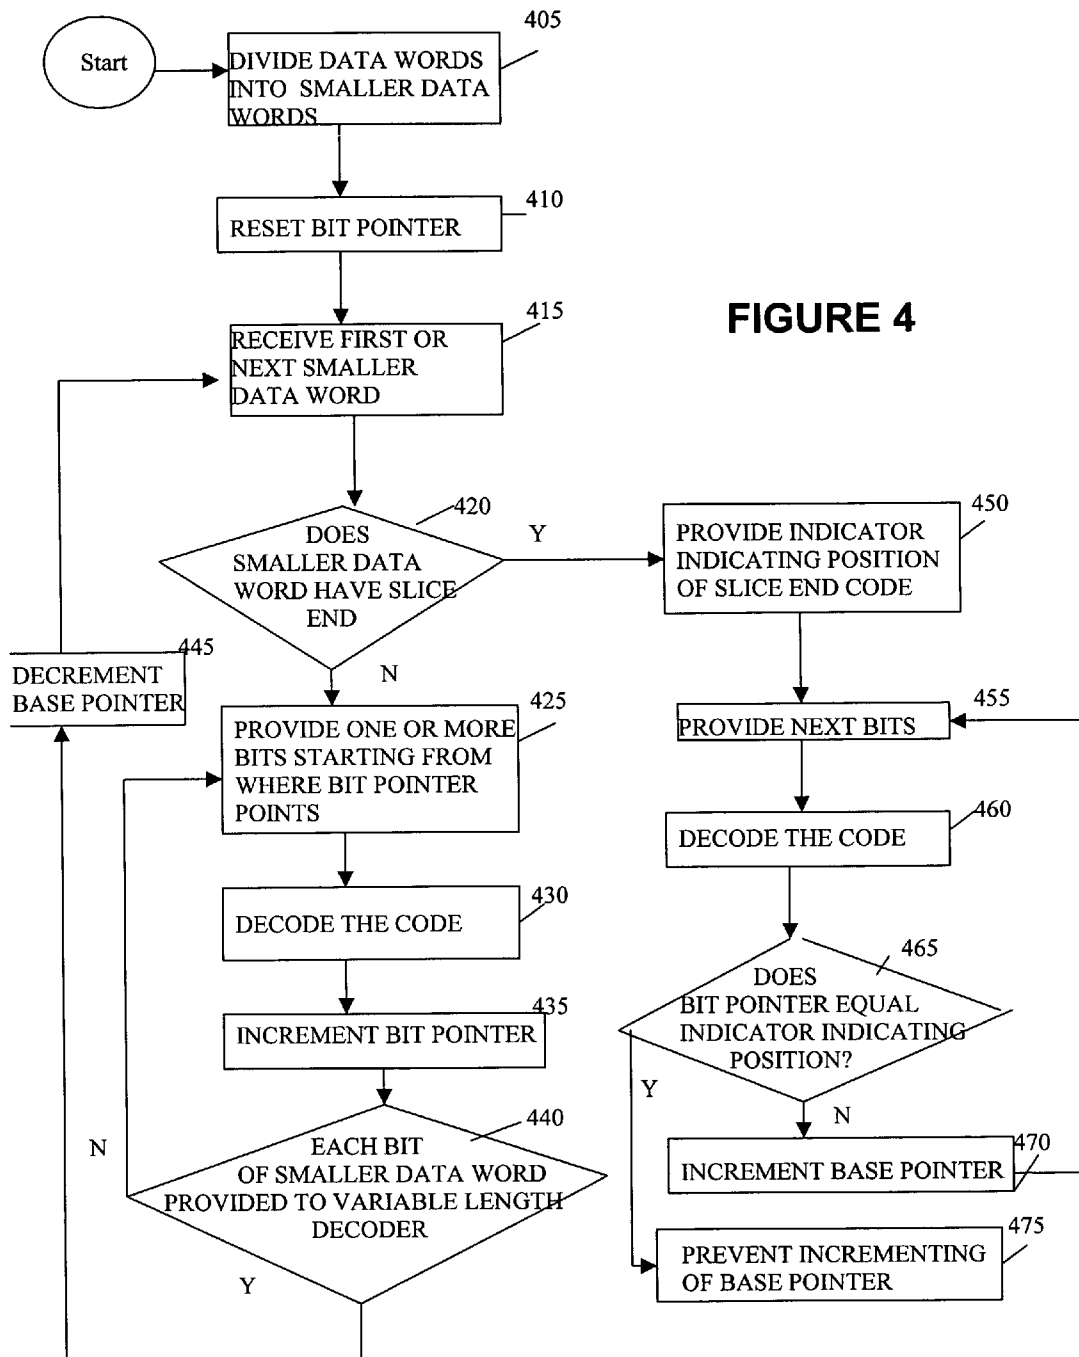 Start
405
DIVIDE DATA WORDS
INTO SMALLER DATA
WORDS
410
RESET BIT POINTER
FIGURE 4
415
RECEIVE FIRST OR
NEXT SMALLER
DATA WORD
420
DOES
SMALLER DATA
WORD HAVE SLICE
END
Y
N
450
PROVIDE INDICATOR
INDICATING POSITION
OF SLICE END CODE
445
DECREMENT
BASE POINTER
425
PROVIDE ONE OR MORE
BITS STARTING FROM
WHERE BIT POINTER
POINTS
455
PROVIDE NEXT BITS
460
DECODE THE CODE
430
DECODE THE CODE
435
INCREMENT BIT POINTER
465
DOES
BIT POINTER EQUAL
INDICATOR INDICATING
POSITION?
Y
N
440
EACH BIT
OF SMALLER DATA WORD
PROVIDED TO VARIABLE LENGTH
DECODER
N
Y
470
INCREMENT BASE POINTER
475
PREVENT INCREMENTING
OF BASE POINTER